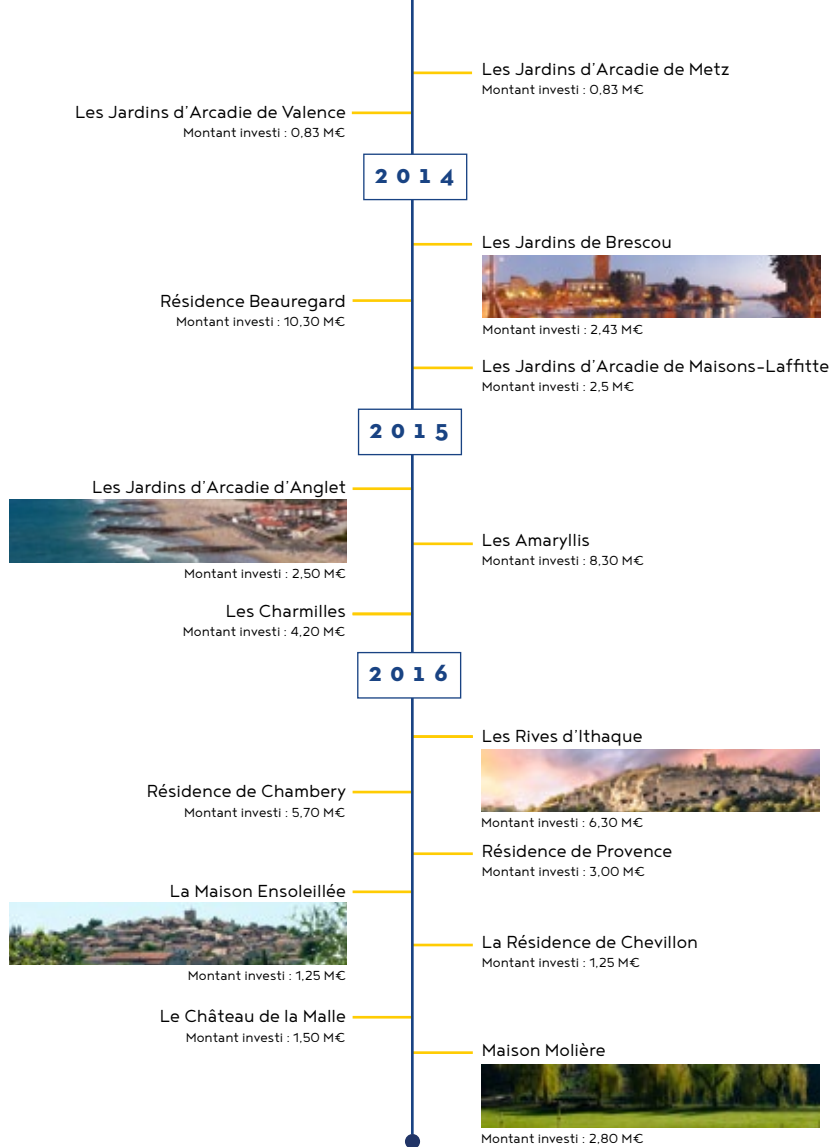 Les Jardins d'Arcadie de Metz
Montant investi : 0,83 M€
Les Jardins d'Arcadie de Valence
Montant investi : 0,83 M€
2014
Les Jardins de Brescou
Montant investi : 2,43 M€
Résidence Beauregard
Montant investi : 10,30 M€
Les Jardins d'Arcadie de Maisons-Laffitte
Montant investi : 2,5 M€
2015
Les Jardins d'Arcadie d'Anglet
Montant investi : 2,50 M€
Les Amaryllis
Montant investi : 8,30 M€
Les Charmilles
Montant investi : 4,20 M€
2016
Les Rives d'Ithaque
Montant investi : 6,30 M€
Résidence de Chambery
Montant investi : 5,70 M€
Résidence de Provence
Montant investi : 3,00 M€
La Maison Ensoleillée
Montant investi : 1,25 M€
La Résidence de Chevillon
Montant investi : 1,25 M€
Le Château de la Malle
Montant investi : 1,50 M€
Maison Molière
Montant investi : 2,80 M€